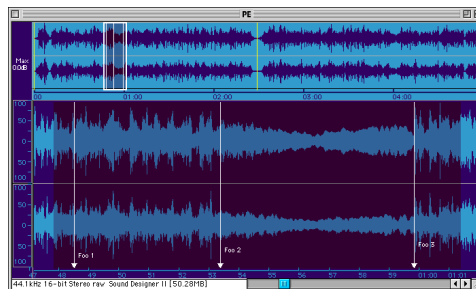 PE
Max
0.0dB
:00 01:00 02:00 03:00 04:00
100
50
0
50
100
100
50
0
50
100
Foo 1 Foo 2 Foo 3
47 48 49 50 51 52 53 54 55 56 57 58 59 01:00 01
44.1kHz 16-bit Stereo raw Sound Designer II [50.28MB]